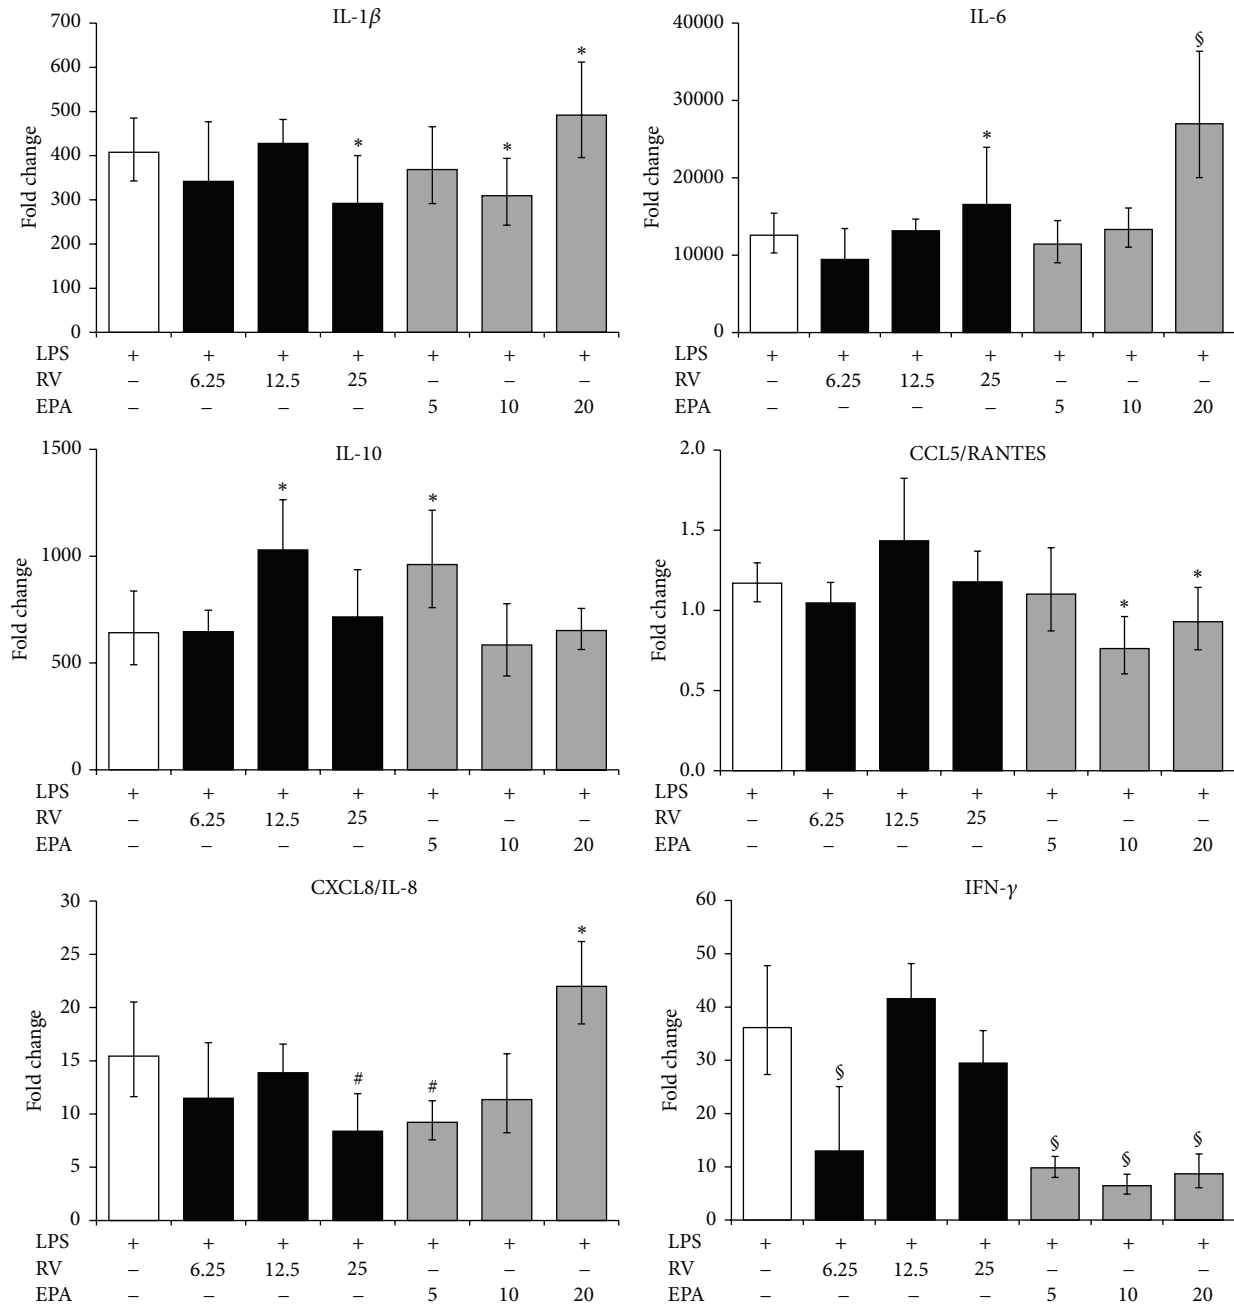 IL-1β
700
600
500
400
300
200
100
0
Fold change
* * *
LPS + + + + + + +
RV – 6.25 12.5 25 – – –
EPA – – – – 5 10 20
IL-6
40000
30000
20000
10000
0
Fold change
* §
LPS + + + + + + +
RV – 6.25 12.5 25 – – –
EPA – – – – 5 10 20
IL-10
1500
1000
500
0
Fold change
* *
LPS + + + + + + +
RV – 6.25 12.5 25 – – –
EPA – – – – 5 10 20
CCL5/RANTES
2.0
1.5
1.0
0.5
0.0
Fold change
* *
LPS + + + + + + +
RV – 6.25 12.5 25 – – –
EPA – – – – 5 10 20
CXCL8/IL-8
30
25
20
15
10
5
0
Fold change
# # *
LPS + + + + + + +
RV – 6.25 12.5 25 – – –
EPA – – – – 5 10 20
IFN-γ
60
50
40
30
20
10
0
Fold change
§ § § §
LPS + + + + + + +
RV – 6.25 12.5 25 – – –
EPA – – – – 5 10 20